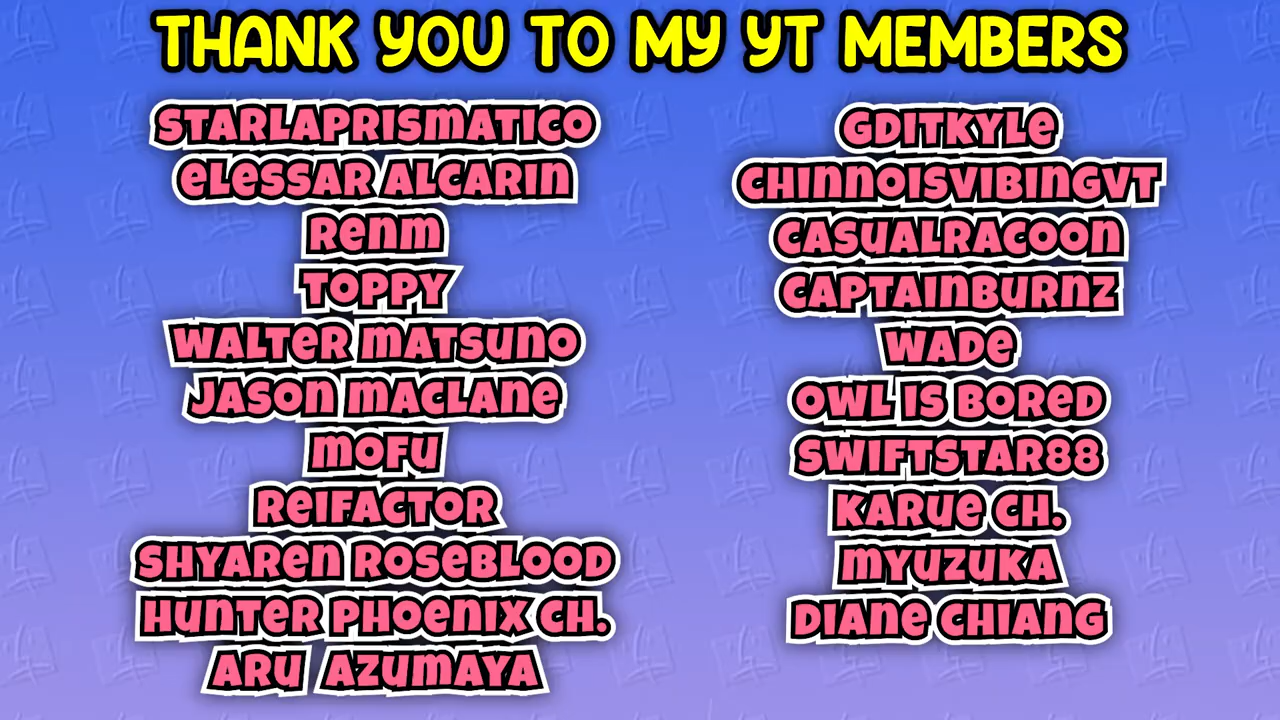 THANK YOU TO MY YT MEMBERS
STARLAPRISMATICO
ELESSAR ALCARIN
RENM
TOPPY
WALTER MATSUNO
JASON MACLANE
MOFU
REIFACTOR
SHYAREN ROSEBLOOD
HUNTER PHOENIX CH.
ARU AZUMAYA
GDITKYLE
CHINNOISVIBINGVT
CASUALRACOON
CAPTAINBURNZ
WADE
OWL IS BORED
SWIFTSTAR88
KARUE CH.
MYUZUKA
DIANE CHIANG